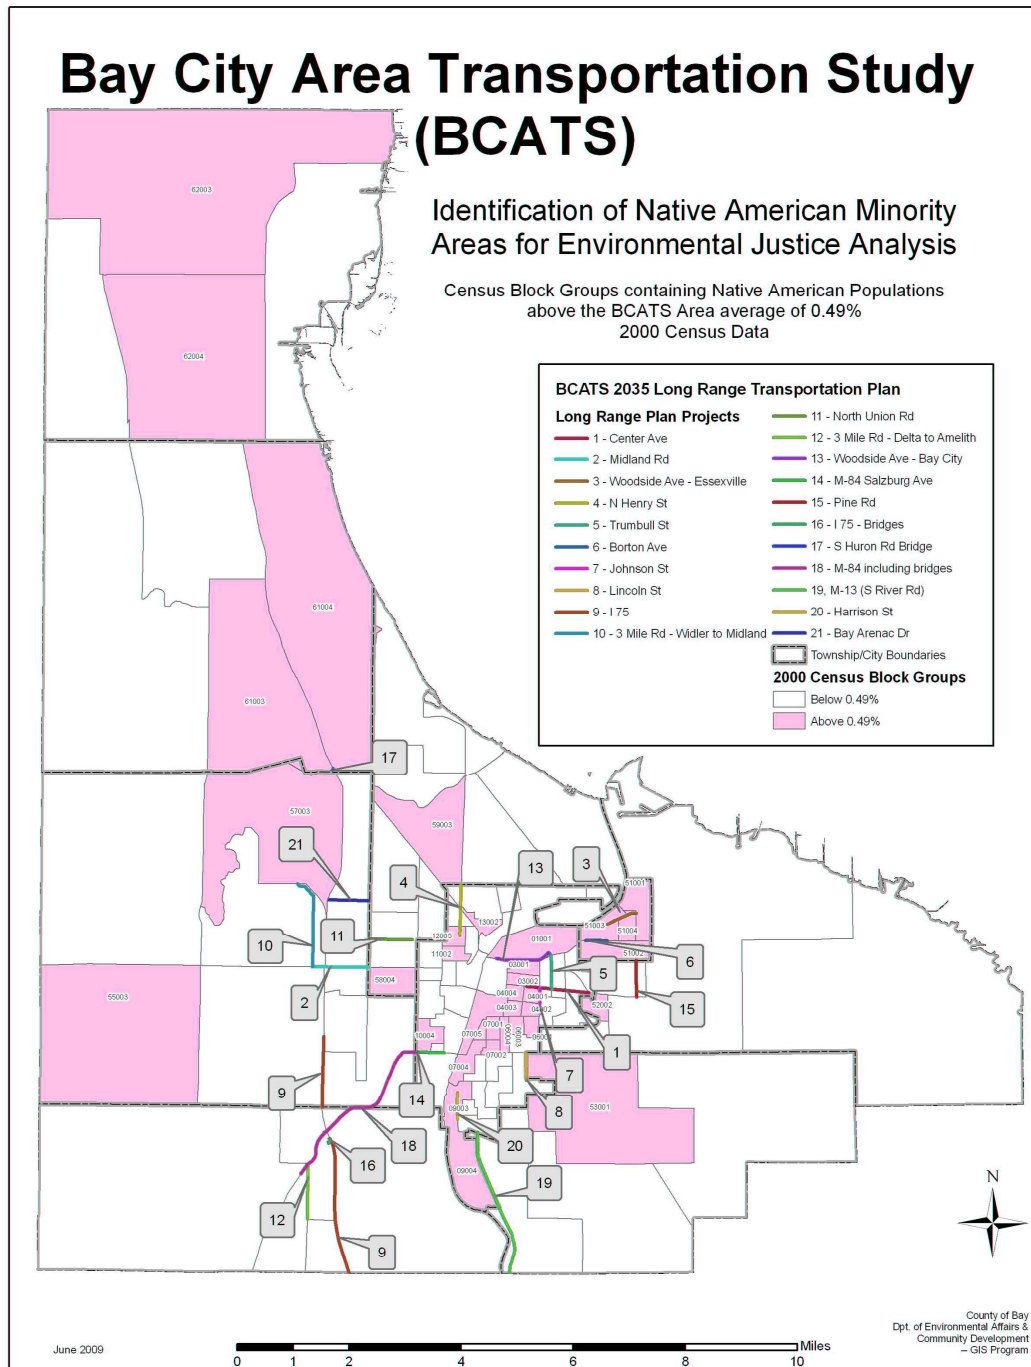 Bay City Area Transportation Study
(BCATS)
Identification of Native American Minority
Areas for Environmental Justice Analysis
Census Block Groups containing Native American Populations
above the BCATS Area average of 0.49%
2000 Census Data
BCATS 2035 Long Range Transportation Plan
Long Range Plan Projects
1 - Center Ave
2 - Midland Rd
3 - Woodside Ave - Essexville
4 - N Henry St
5 - Trumbull St
6 - Borton Ave
7 - Johnson St
8 - Lincoln St
9 - I 75
10 - 3 Mile Rd - Widler to Midland
11 - North Union Rd
12 - 3 Mile Rd - Delta to Amelith
13 - Woodside Ave - Bay City
14 - M-84 Salzburg Ave
15 - Pine Rd
16 - I 75 - Bridges
17 - S Huron Rd Bridge
18 - M-84 including bridges
19, M-13 (S River Rd)
20 - Harrison St
21 - Bay Arenac Dr
Township/City Boundaries
2000 Census Block Groups
Below 0.49%
Above 0.49%
62003
62004
61004
61003
17
57003
59003
21
4
13
3
51001
13002
51003
51004
01001
12005
11002
10
11
6
51002
03001
5
2
58004
03002
55003
04004
04001
04003
04002
52002
15
1
10004
07001
07005
06004
06003
07002
07004
7
9
14
8
53001
09003
18
20
16
09004
19
12
9
N
June 2009
0
1
2
4
6
8
10
Miles
County of Bay
Dpt. of Environmental Affairs &
Community Development
– GIS Program